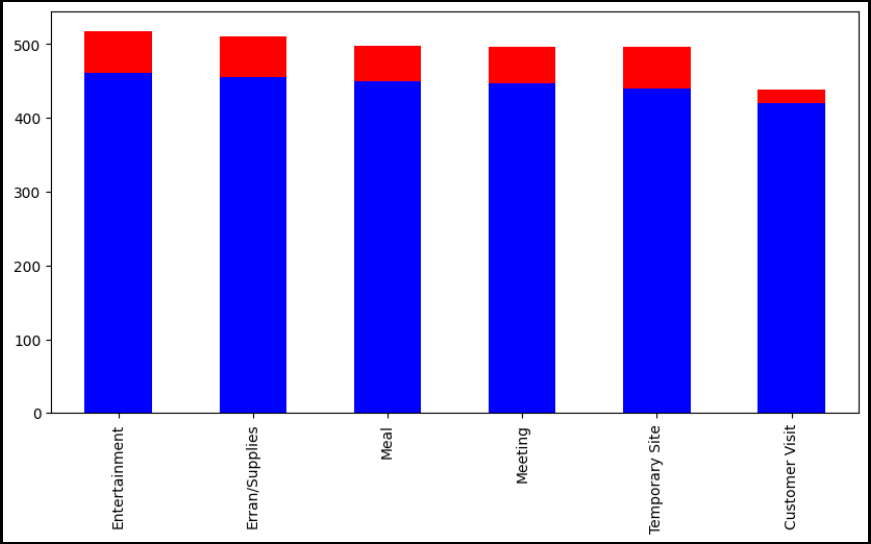 500
400
300
200
100
0
Entertainment
Erran/Supplies
Meal
Meeting
Temporary Site
Customer Visit